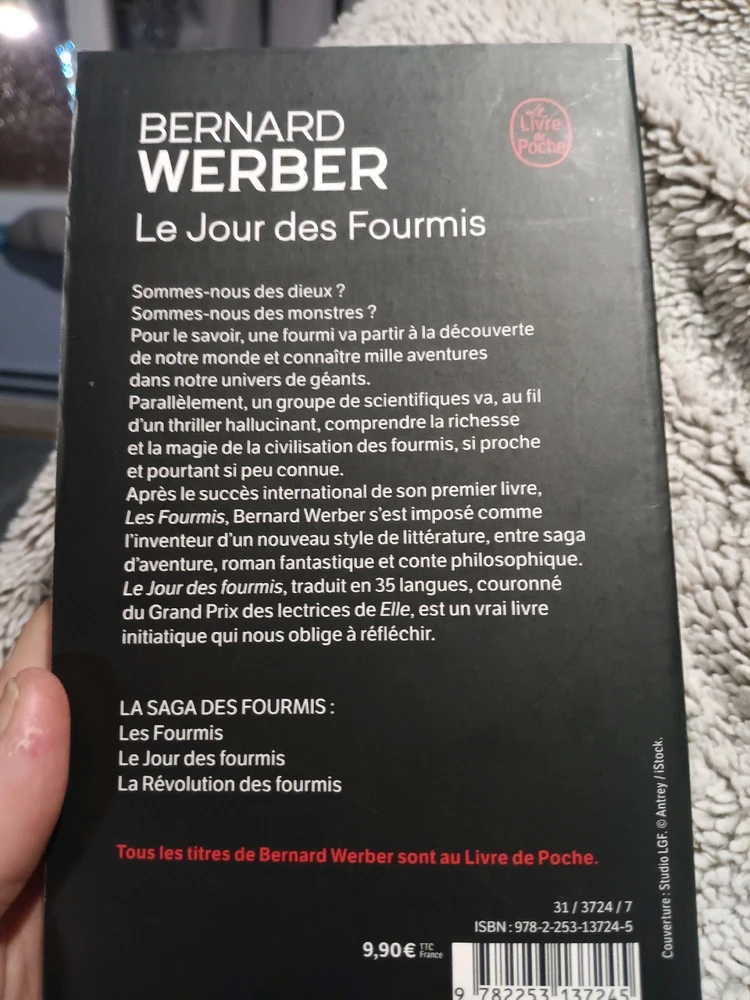 BERNARD
WERBER
Le Livre de Poche
Le Jour des Fourmis
Sommes-nous des dieux ?
Sommes-nous des monstres ?
Pour le savoir, une fourmi va partir à la découverte
de notre monde et connaître mille aventures
dans notre univers de géants.
Parallèlement, un groupe de scientifiques va, au fil
d'un thriller hallucinant, comprendre la richesse
et la magie de la civilisation des fourmis, si proche
et pourtant si peu connue.
Après le succès international de son premier livre,
Les Fourmis, Bernard Werber s'est imposé comme
l'inventeur d'un nouveau style de littérature, entre saga
d'aventure, roman fantastique et conte philosophique.
Le Jour des fourmis, traduit en 35 langues, couronné
du Grand Prix des lectrices de Elle, est un vrai livre
initiatique qui nous oblige à réfléchir.
LA SAGA DES FOURMIS :
Les Fourmis
Le Jour des fourmis
La Révolution des fourmis
Tous les titres de Bernard Werber sont au Livre de Poche.
Couverture : Studio LGF. © Antrey / iStock.
31 / 3724 / 7
ISBN : 978-2-253-13724-5
9,90 € TTC France
9 782253 137245